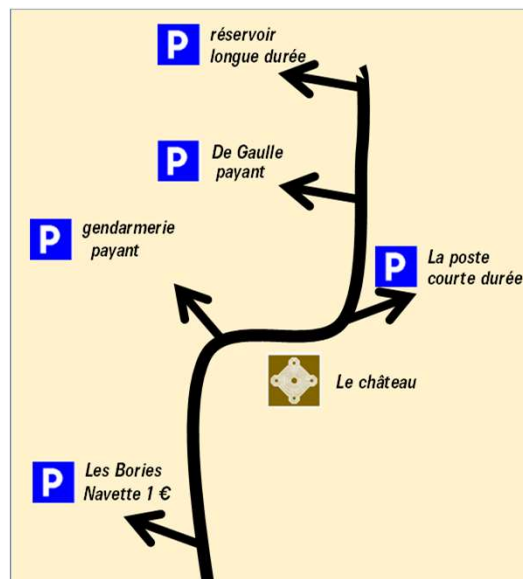 P
réservoir
longue durée
P
De Gaulle
payant
P
gendarmerie
payant
P
La poste
courte durée
Le château
P
Les Bories
Navette 1 €